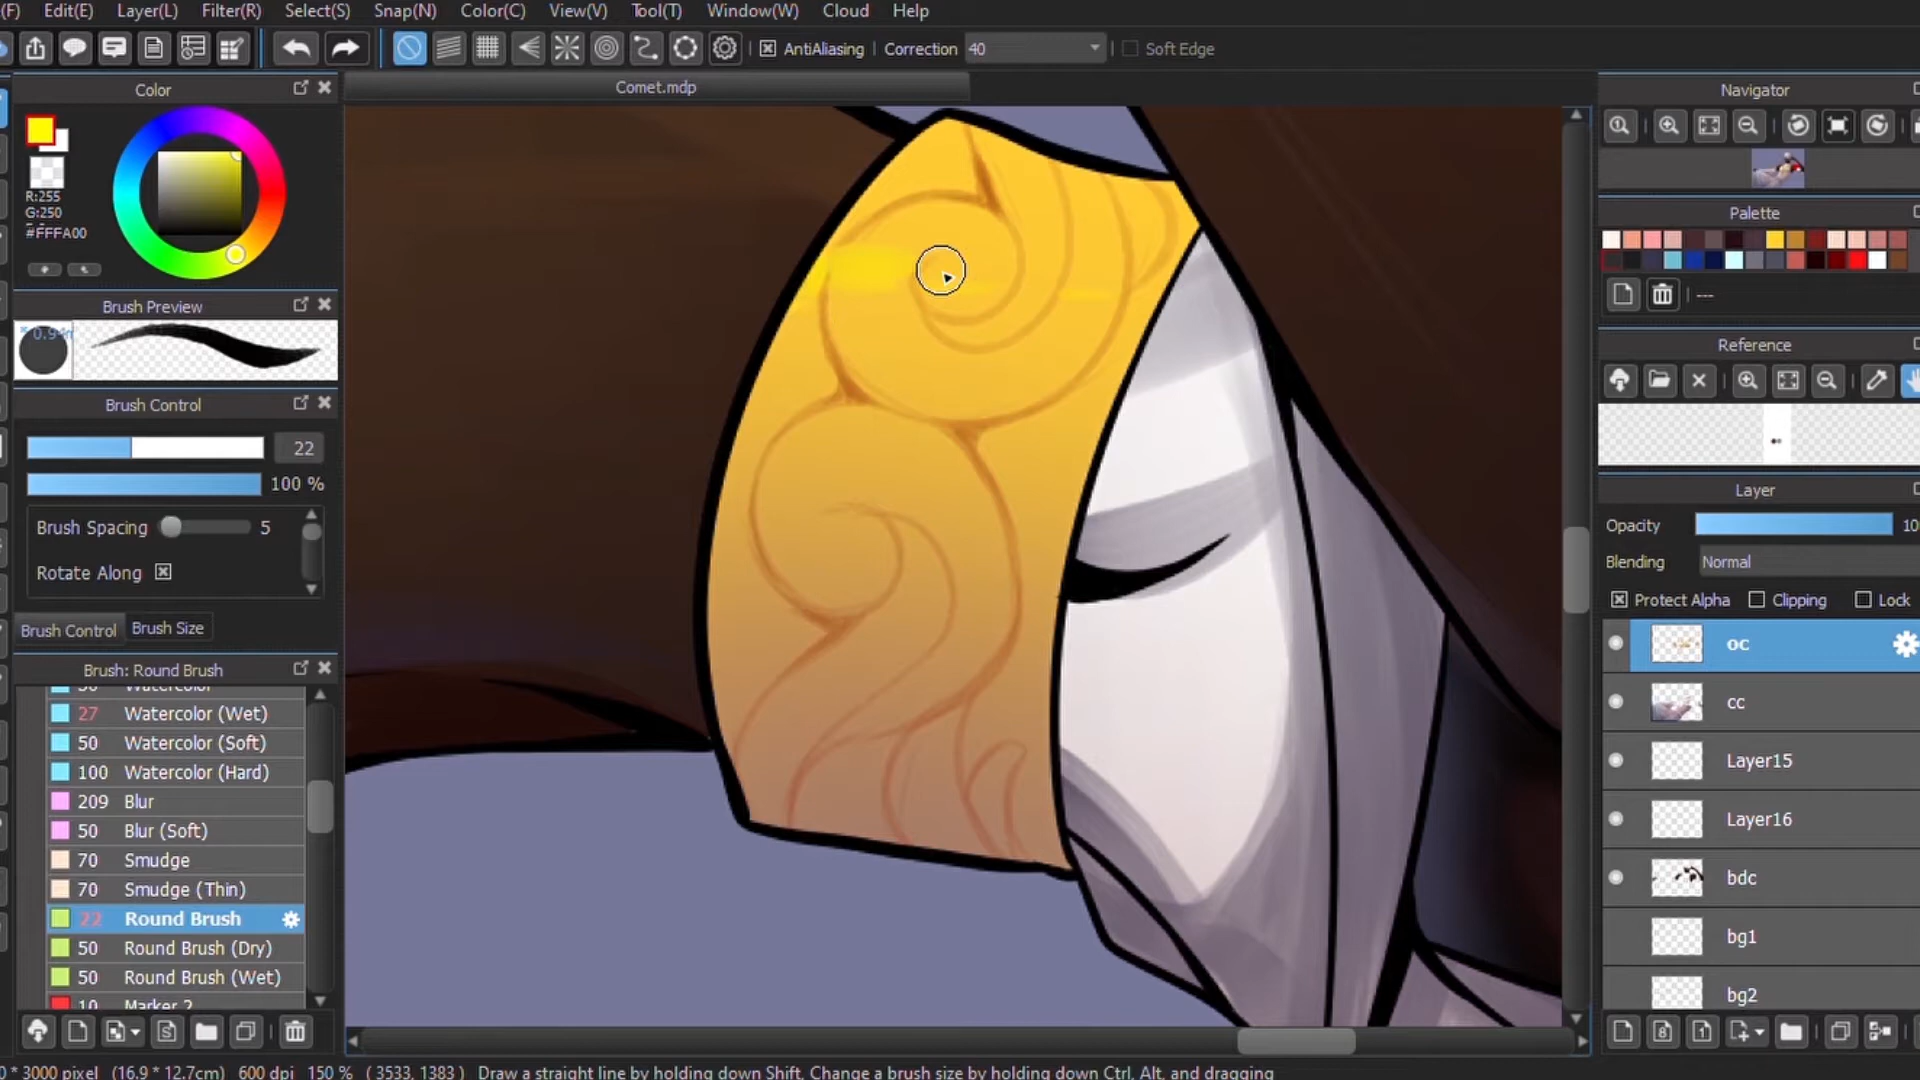 (F) Edit(E) Layer(L) Filter(R) Select(S) Snap(N) Color(C) View(V) Tool(T) Window(W) Cloud Help
AntiAliasing Correction 40 Soft Edge
Color
Comet.mdp
Navigator
R:255
G:250
B:0
#FFFA00
Palette
---
Brush Preview
Reference
Brush Control
22
100 %
Brush Spacing 5
Rotate Along
Brush Control Brush Size
Brush: Round Brush
50 Watercolor
27 Watercolor (Wet)
50 Watercolor (Soft)
100 Watercolor (Hard)
209 Blur
50 Blur (Soft)
70 Smudge
70 Smudge (Thin)
22 Round Brush
50 Round Brush (Dry)
50 Round Brush (Wet)
10 Marker 2
Layer
Opacity 10
Blending Normal
Protect Alpha Clipping Lock
oc
cc
Layer15
Layer16
bdc
bg1
bg2
0 * 3000 pixel (16.9 * 12.7cm) 600 dpi 150 % ( 3533, 1383 ) Draw a straight line by holding down Shift, Change a brush size by holding down Ctrl, Alt, and dragging